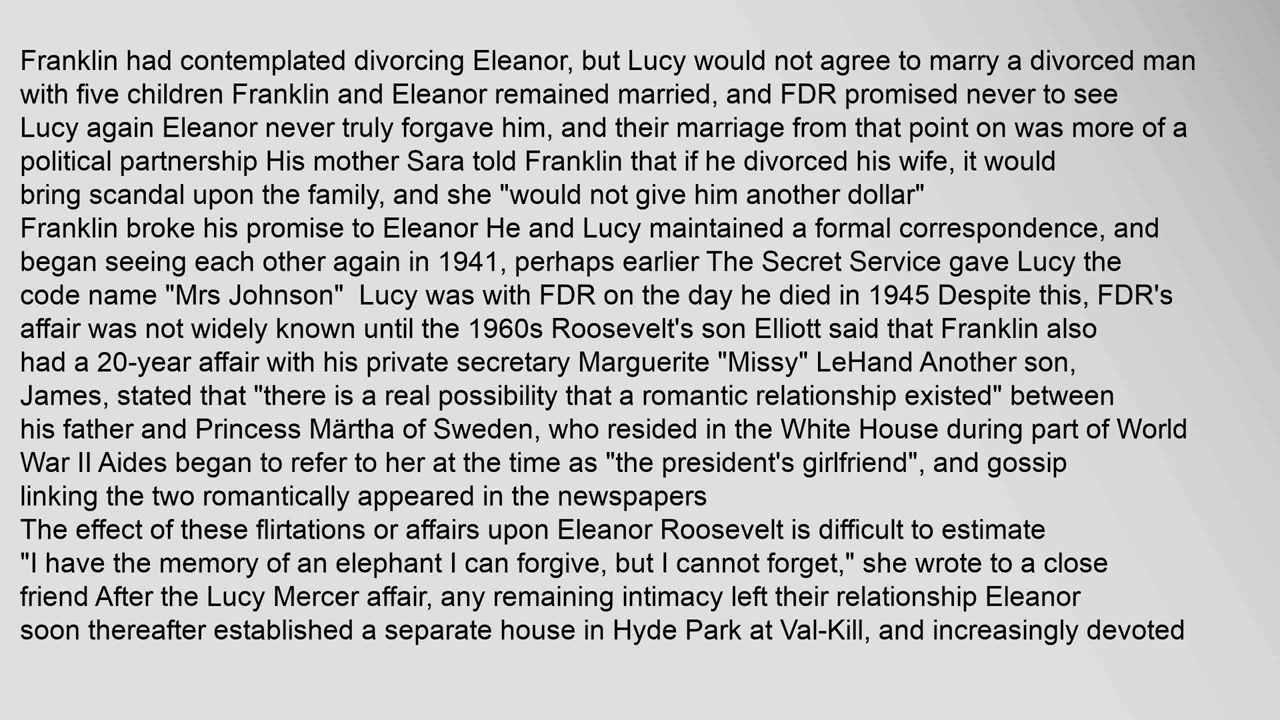 Franklin had contemplated divorcing Eleanor, but Lucy would not agree to marry a divorced man
with five children Franklin and Eleanor remained married, and FDR promised never to see
Lucy again Eleanor never truly forgave him, and their marriage from that point on was more of a
political partnership His mother Sara told Franklin that if he divorced his wife, it would
bring scandal upon the family, and she "would not give him another dollar"
Franklin broke his promise to Eleanor He and Lucy maintained a formal correspondence, and
began seeing each other again in 1941, perhaps earlier The Secret Service gave Lucy the
code name "Mrs Johnson"  Lucy was with FDR on the day he died in 1945 Despite this, FDR's
affair was not widely known until the 1960s Roosevelt's son Elliott said that Franklin also
had a 20-year affair with his private secretary Marguerite "Missy" LeHand Another son,
James, stated that "there is a real possibility that a romantic relationship existed" between
his father and Princess Märtha of Sweden, who resided in the White House during part of World
War II Aides began to refer to her at the time as "the president's girlfriend", and gossip
linking the two romantically appeared in the newspapers
The effect of these flirtations or affairs upon Eleanor Roosevelt is difficult to estimate
"I have the memory of an elephant I can forgive, but I cannot forget," she wrote to a close
friend After the Lucy Mercer affair, any remaining intimacy left their relationship Eleanor
soon thereafter established a separate house in Hyde Park at Val-Kill, and increasingly devoted